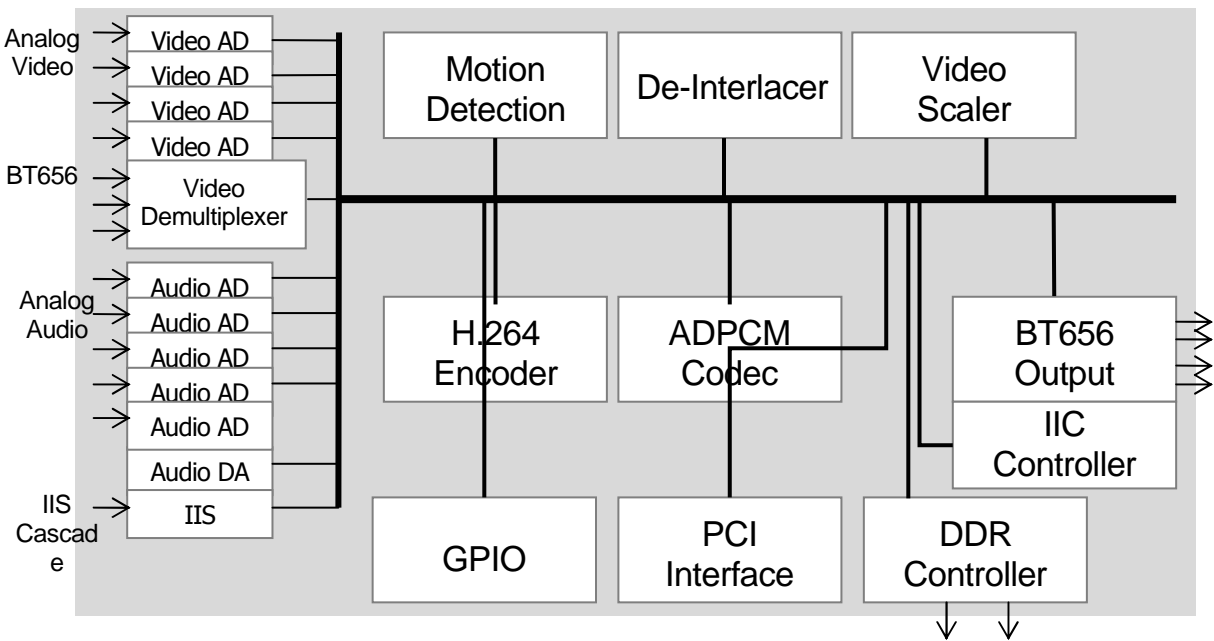 Analog
Video
Video AD
Video AD
Video AD
Video AD
BT656
Video
Demultiplexer
Analog
Audio
Audio AD
Audio AD
Audio AD
Audio AD
Audio AD
Audio DA
IIS
Cascad
e
IIS
Motion
Detection
De-Interlacer
Video
Scaler
H.264
Encoder
ADPCM
Codec
BT656
Output
IIC
Controller
GPIO
PCI
Interface
DDR
Controller